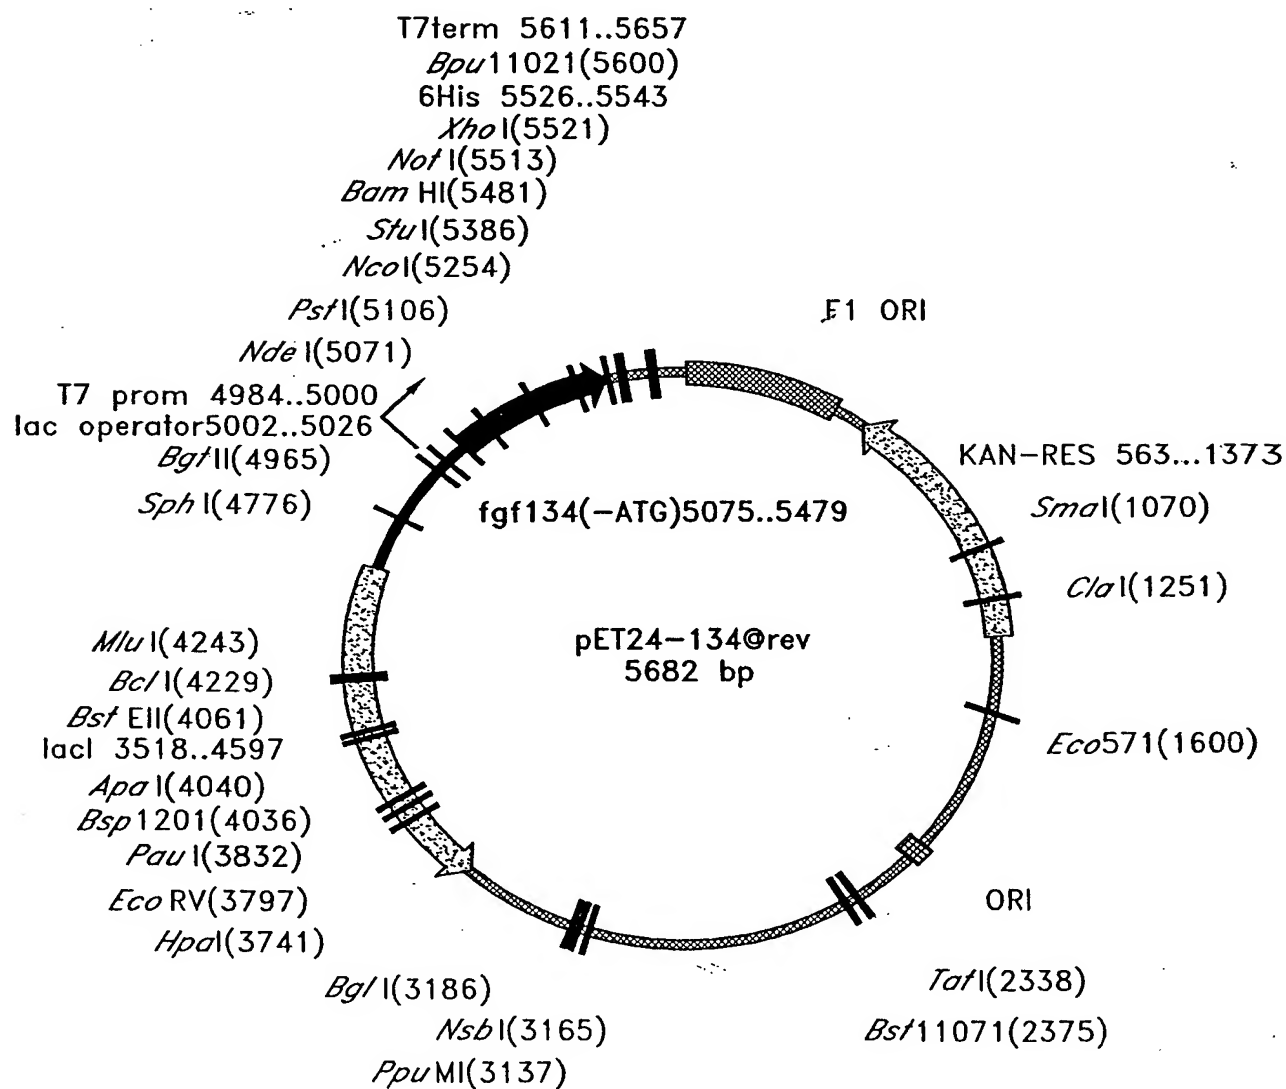 T7term 5611..5657
Bpu11021(5600)
6His 5526..5543
XhoI(5521)
NotI(5513)
BamHI(5481)
StuI(5386)
NcoI(5254)
PstI(5106)
F1 ORI
NdeI(5071)
T7 prom 4984..5000
lac operator5002..5026
BglII(4965)
KAN-RES 563...1373
SphI(4776)
fgf134(-ATG)5075..5479
SmaI(1070)
ClaI(1251)
MluI(4243)
pET24-134@rev
5682 bp
BclI(4229)
BstEII(4061)
lacI 3518..4597
Eco571(1600)
ApaI(4040)
Bsp1201(4036)
PauI(3832)
EcoRV(3797)
ORI
HpaI(3741)
BglI(3186)
TatI(2338)
NsbI(3165)
Bst11071(2375)
PpuMI(3137)